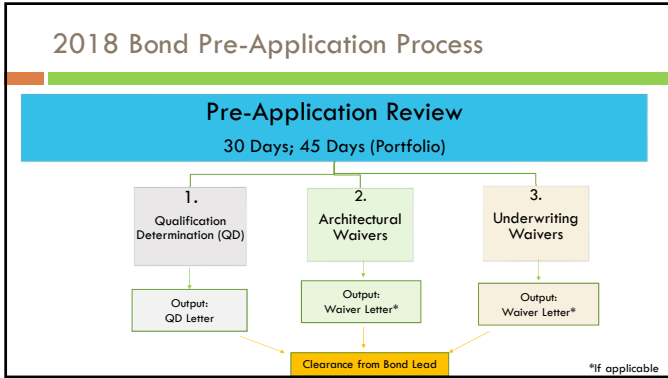 2018 Bond Pre-Application Process
Pre-Application Review
30 Days; 45 Days (Portfolio)
1.
Qualification
Determination (QD)
2.
Architectural
Waivers
3.
Underwriting
Waivers
Output:
QD Letter
Output:
Waiver Letter*
Output:
Waiver Letter*
Clearance from Bond Lead
*If applicable